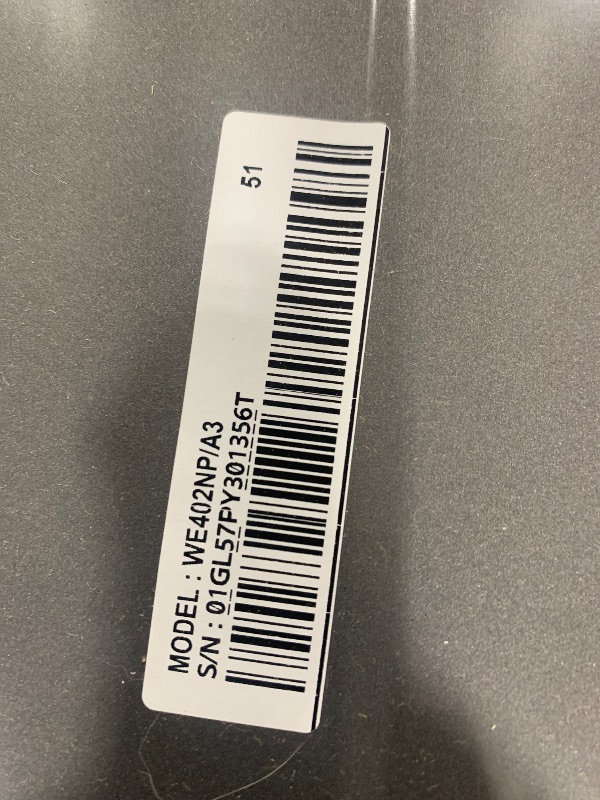 MODEL : WE402NP/A3
S/N : 01GL57PY301356T
51